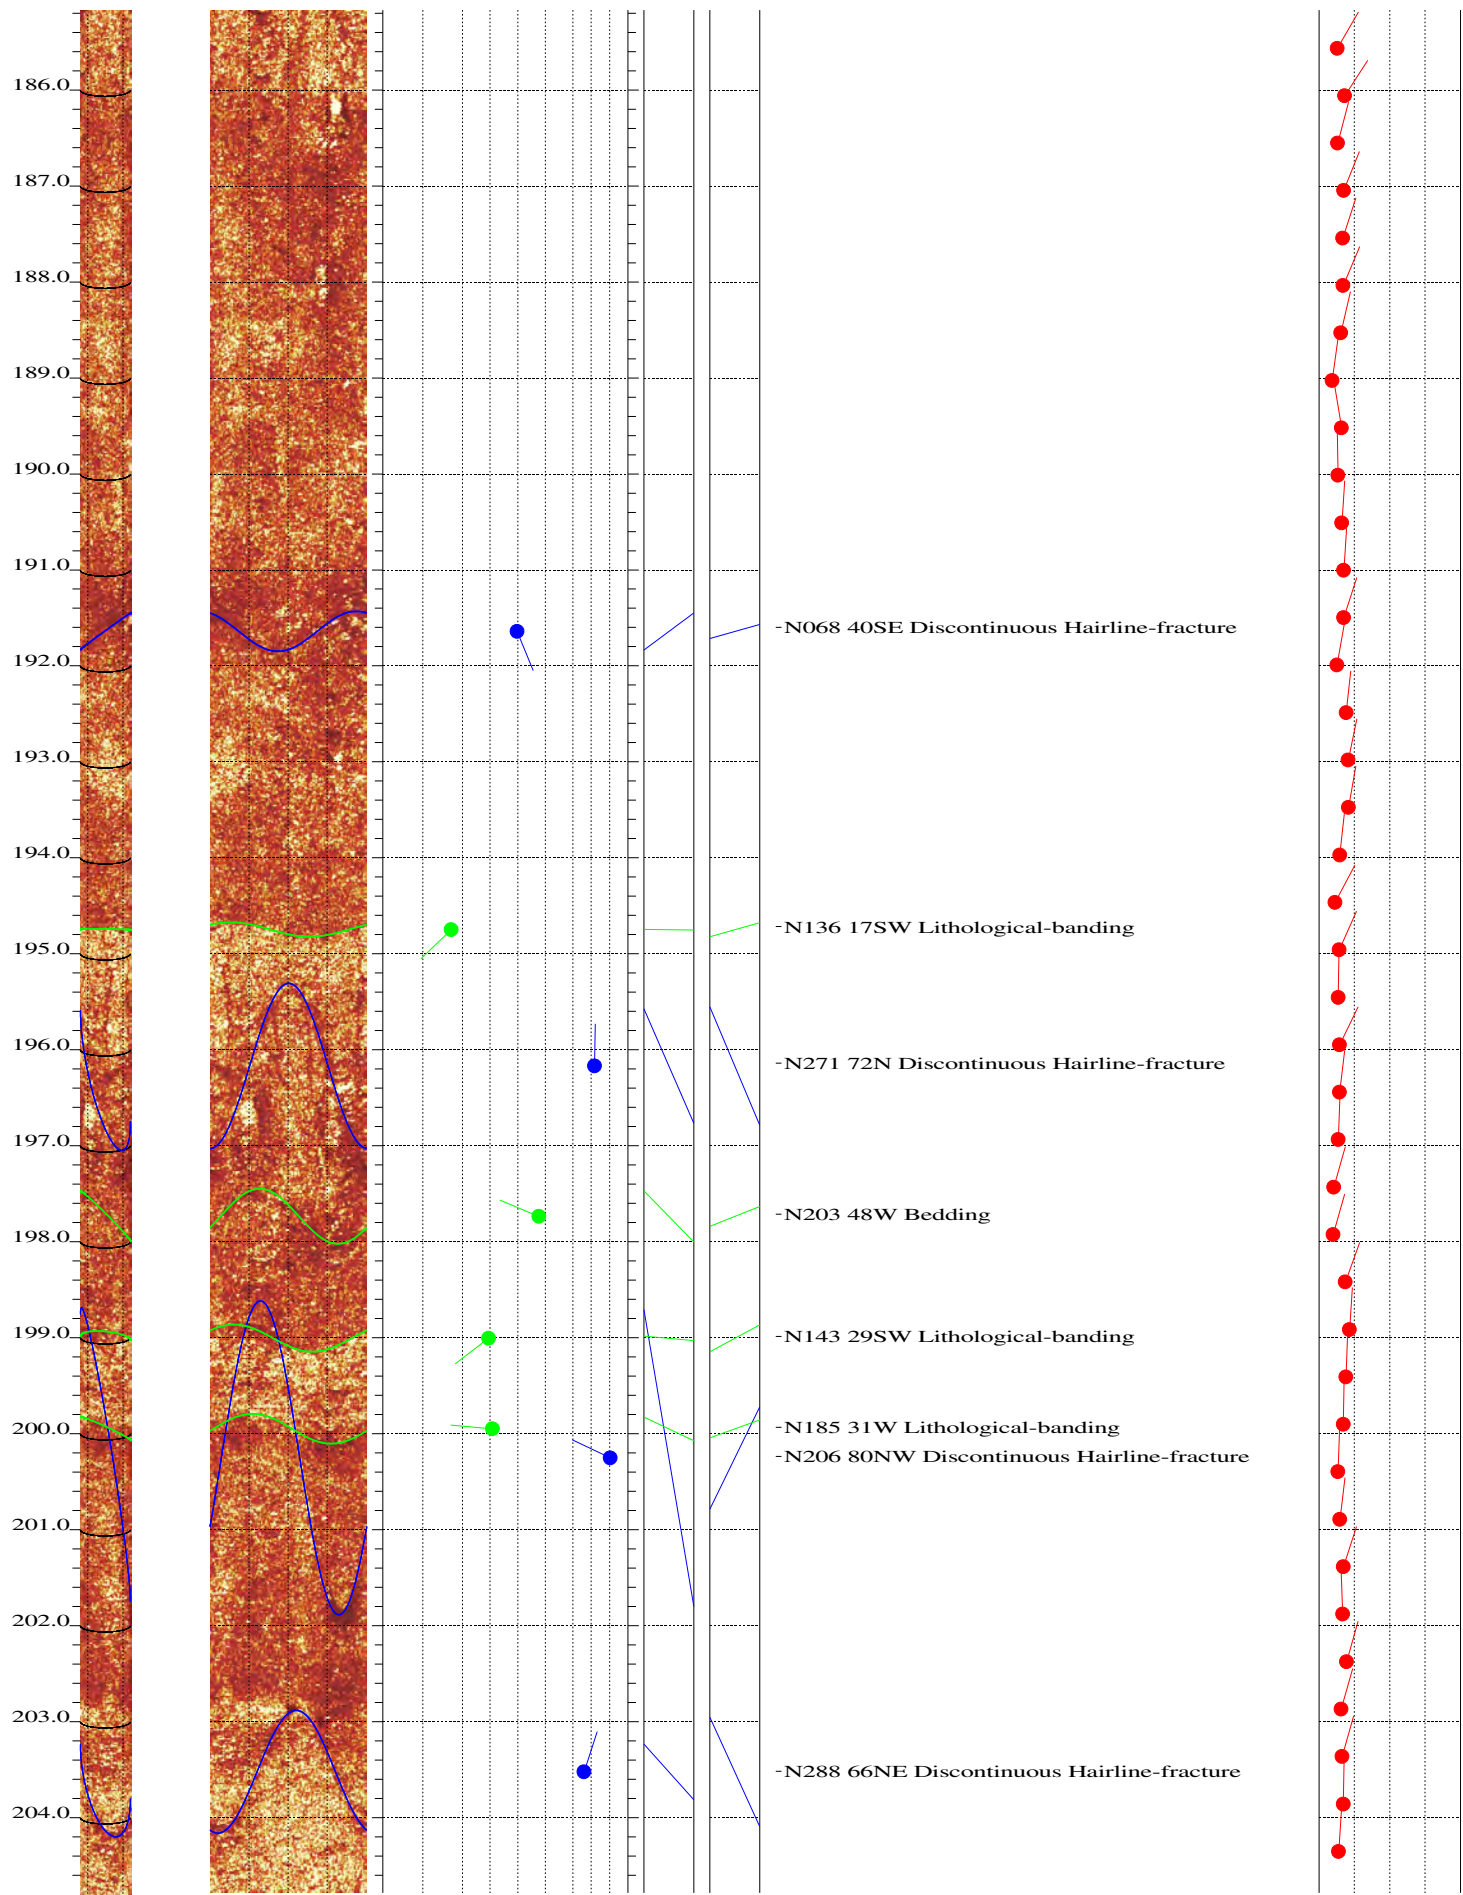 186.0
187.0
188.0
189.0
190.0
191.0
-N068 40SE Discontinuous Hairline-fracture
192.0
193.0
194.0
-N136 17SW Lithological-banding
195.0
196.0
-N271 72N Discontinuous Hairline-fracture
197.0
-N203 48W Bedding
198.0
199.0
-N143 29SW Lithological-banding
200.0
-N185 31W Lithological-banding
-N206 80NW Discontinuous Hairline-fracture
201.0
202.0
203.0
-N288 66NE Discontinuous Hairline-fracture
204.0